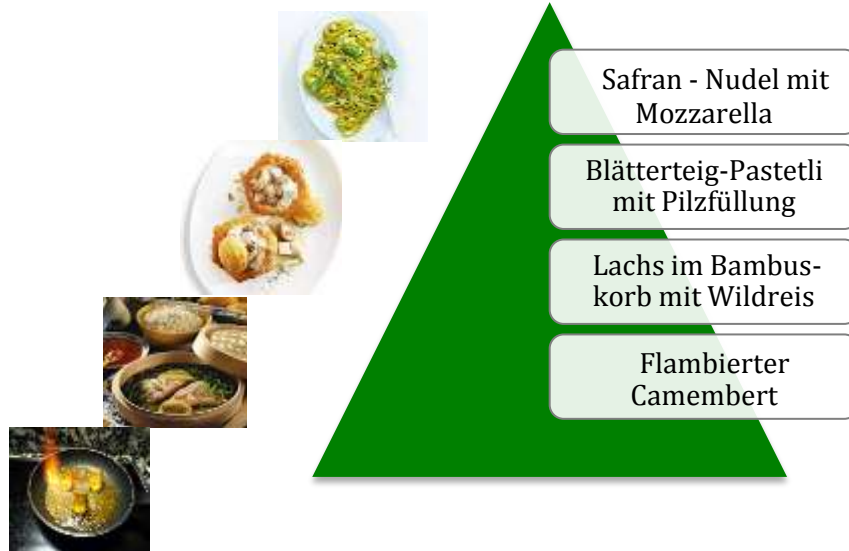 Safran - Nudel mit
Mozzarella
Blätterteig-Pastetli
mit Pilzfüllung
Lachs im Bambus-
korb mit Wildreis
Flambierter
Camembert